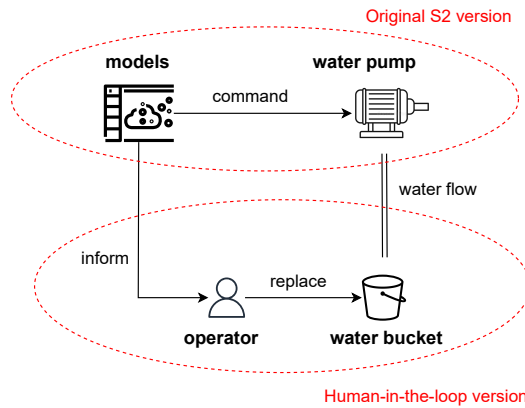 Original S2 version
models
water pump
command
water flow
inform
replace
operator
water bucket
Human-in-the-loop version